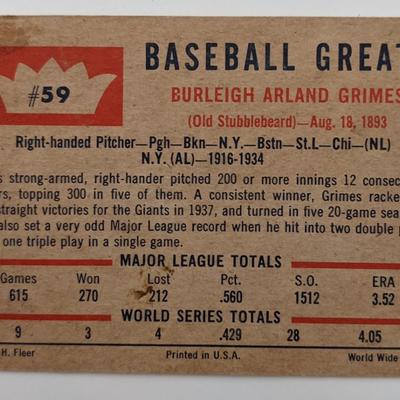 #59
BASEBALL GREAT
BURLEIGH ARLAND GRIMES
(Old Stubblebeard)—Aug. 18, 1893
Right-handed Pitcher—Pgh—Bkn—N.Y.—Bstn—St.L—Chi—(NL)
N.Y. (AL)—1916-1934
s strong-armed, right-hander pitched 200 or more innings 12 consec
rs, topping 300 in five of them. A consistent winner, Grimes racke
straight victories for the Giants in 1937, and turned in five 20-game sea
also set a very odd Major League record when he hit into two double p
one triple play in a single game.
MAJOR LEAGUE TOTALS
Games Won Lost Pct. S.O. ERA
615 270 212 .560 1512 3.52
WORLD SERIES TOTALS
9 3 4 .429 28 4.05
H. Fleer Printed in U.S.A. World Wide